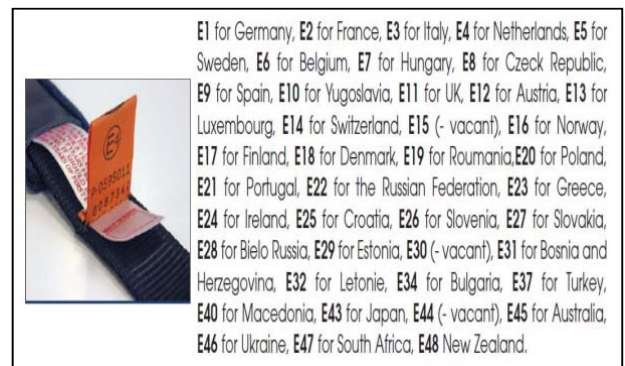 E1 for Germany, E2 for France, E3 for Italy, E4 for Netherlands, E5 for
Sweden, E6 for Belgium, E7 for Hungary, E8 for Czeck Republic,
E9 for Spain, E10 for Yugoslavia, E11 for UK, E12 for Austria, E13 for
Luxembourg, E14 for Switzerland, E15 (- vacant), E16 for Norway,
E17 for Finland, E18 for Denmark, E19 for Roumania,E20 for Poland,
E21 for Portugal, E22 for the Russian Federation, E23 for Greece,
E24 for Ireland, E25 for Croatia, E26 for Slovenia, E27 for Slovakia,
E28 for Bielo Russia, E29 for Estonia, E30 (- vacant), E31 for Bosnia and
Herzegovina, E32 for Letonie, E34 for Bulgaria, E37 for Turkey,
E40 for Macedonia, E43 for Japan, E44 (- vacant), E45 for Australia,
E46 for Ukraine, E47 for South Africa, E48 New Zealand.
E4